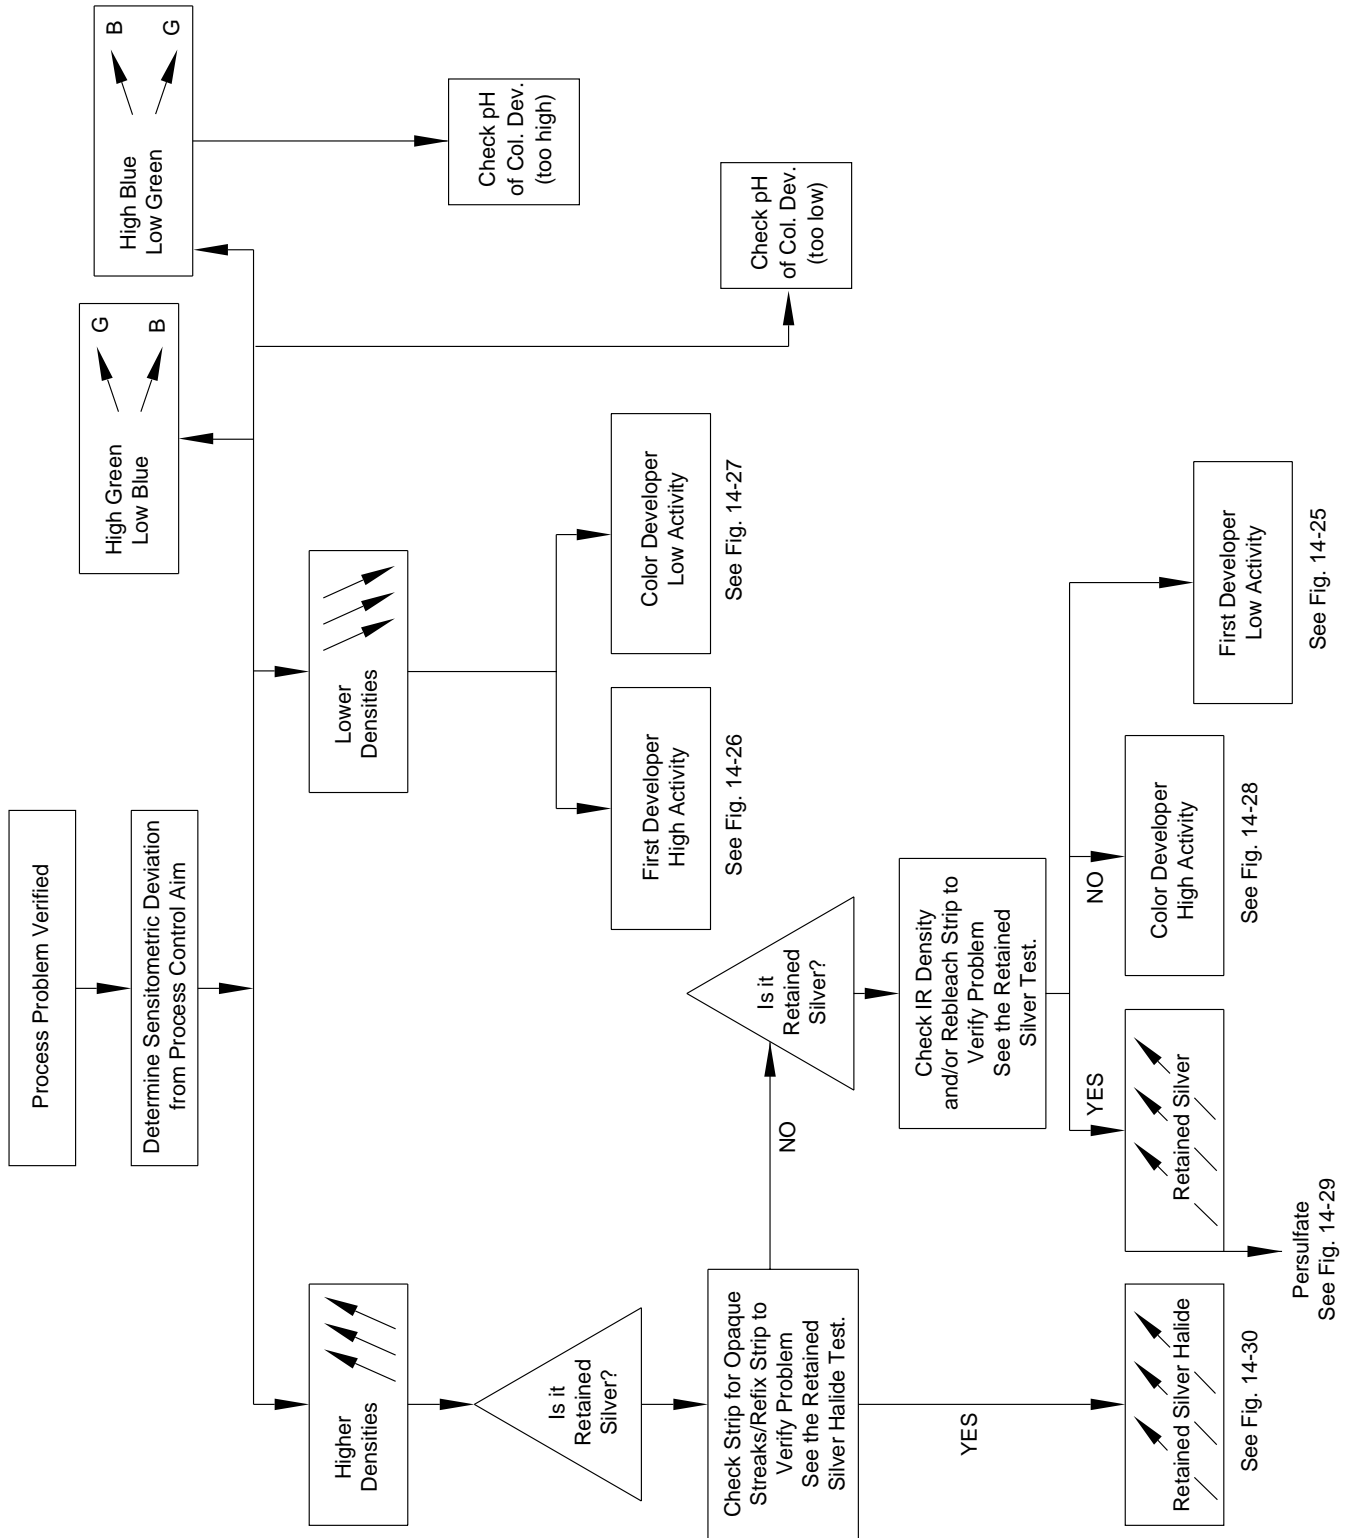 Process Problem Verified
Determine Sensitometric Deviation
from Process Control Aim
Higher
Densities
Is it
Retained
Silver?
Check Strip for Opaque
Streaks/Refix Strip to
Verify Problem
See the Retained
Silver Halide Test.
YES
Retained Silver Halide
See Fig. 14-30
NO
Is it
Retained
Silver?
Check IR Density
and/or Rebleach Strip to
Verify Problem
See the Retained
Silver Test.
YES
Retained Silver
Persulfate
See Fig. 14-29
NO
Color Developer
High Activity
See Fig. 14-28
First Developer
Low Activity
See Fig. 14-25
Lower
Densities
First Developer
High Activity
See Fig. 14-26
Color Developer
Low Activity
See Fig. 14-27
High Green
Low Blue
G
B
Check pH
of Col. Dev.
(too low)
High Blue
Low Green
B
G
Check pH
of Col. Dev.
(too high)